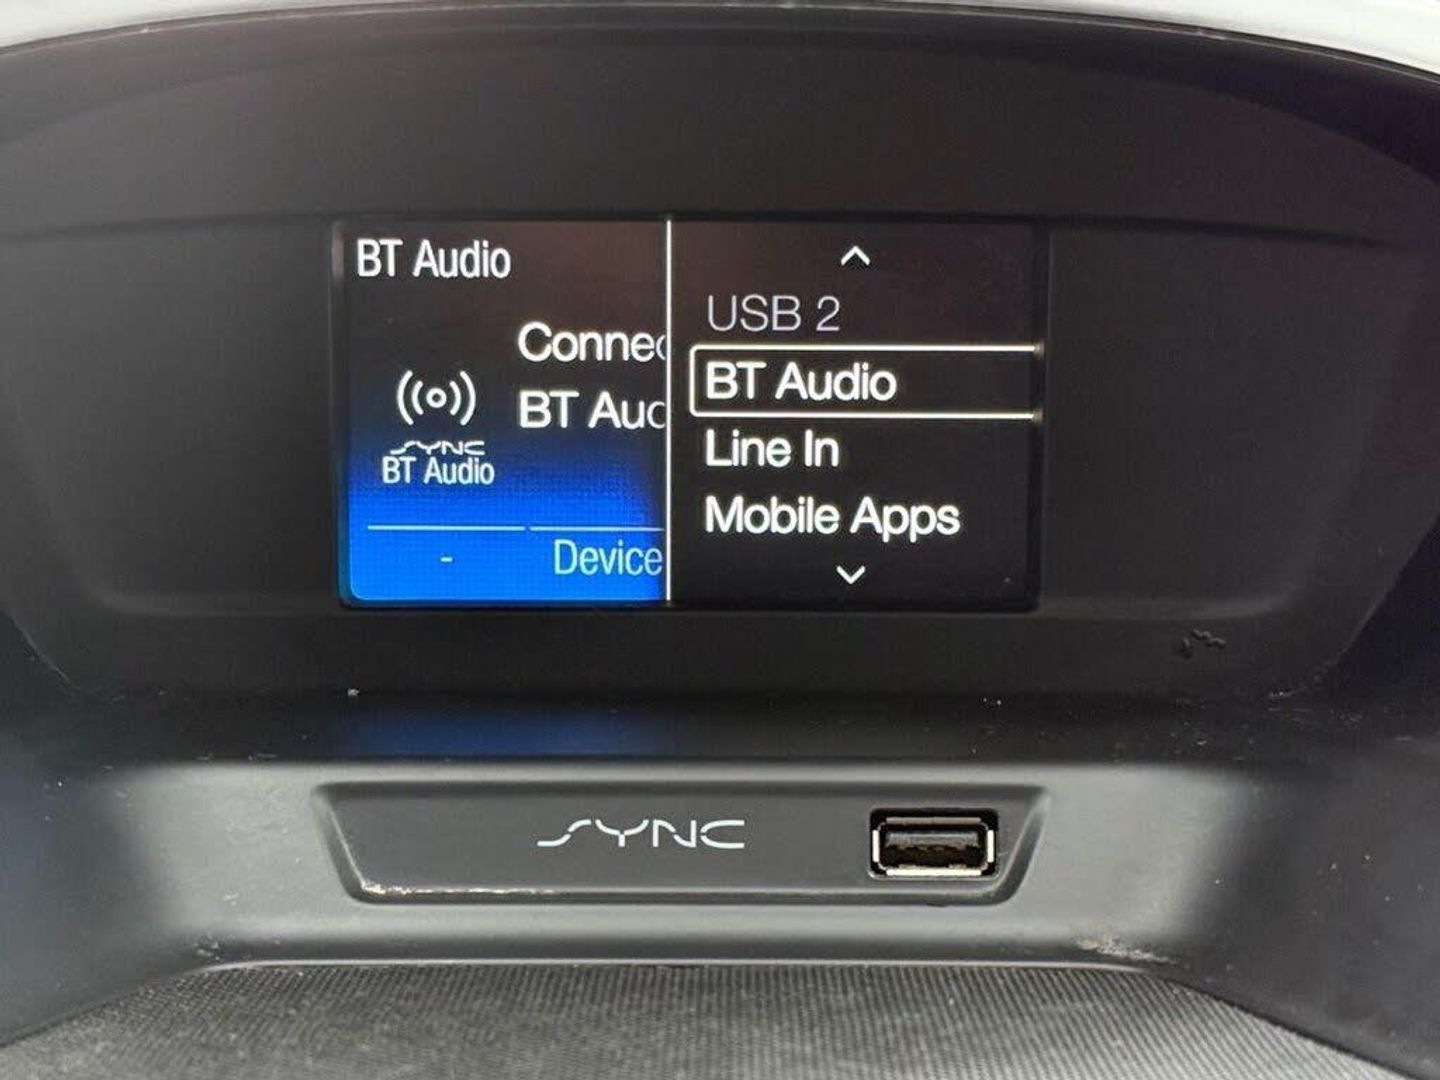 BT Audio
Connec
BT Auc
SYNC
BT Audio
-
Device
USB 2
BT Audio
Line In
Mobile Apps
SYNC